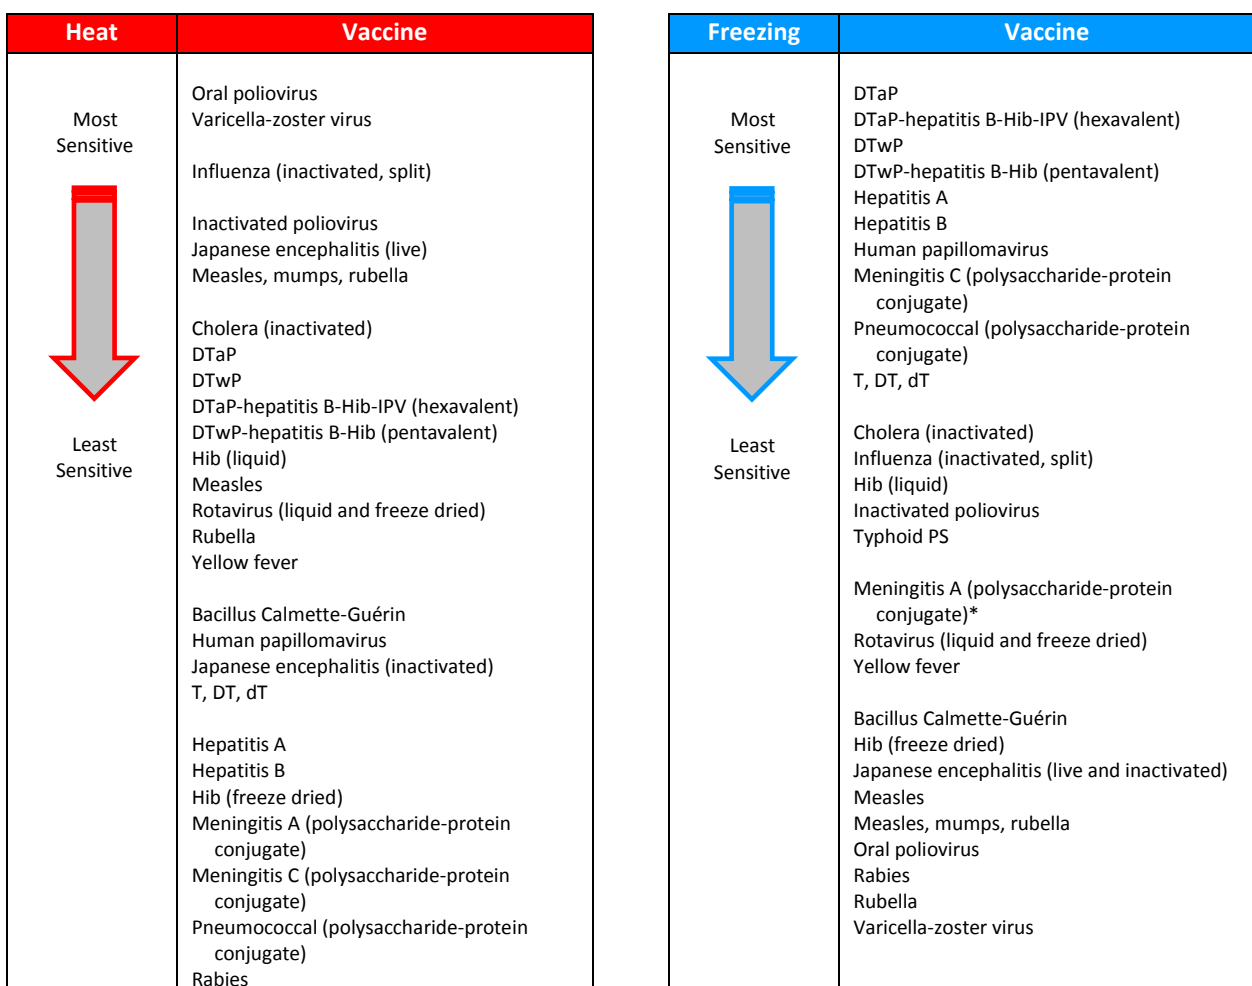 Heat
Vaccine
Most
Sensitive
Least
Sensitive
Oral poliovirus
Varicella-zoster virus
Influenza (inactivated, split)
Inactivated poliovirus
Japanese encephalitis (live)
Measles, mumps, rubella
Cholera (inactivated)
DTaP
DTwP
DTaP-hepatitis B-Hib-IPV (hexavalent)
DTwP-hepatitis B-Hib (pentavalent)
Hib (liquid)
Measles
Rotavirus (liquid and freeze dried)
Rubella
Yellow fever
Bacillus Calmette-Guérin
Human papillomavirus
Japanese encephalitis (inactivated)
T, DT, dT
Hepatitis A
Hepatitis B
Hib (freeze dried)
Meningitis A (polysaccharide-protein
conjugate)
Meningitis C (polysaccharide-protein
conjugate)
Pneumococcal (polysaccharide-protein
conjugate)
Rabies
Freezing
Vaccine
Most
Sensitive
Least
Sensitive
DTaP
DTaP-hepatitis B-Hib-IPV (hexavalent)
DTwP
DTwP-hepatitis B-Hib (pentavalent)
Hepatitis A
Hepatitis B
Human papillomavirus
Meningitis C (polysaccharide-protein
conjugate)
Pneumococcal (polysaccharide-protein
conjugate)
T, DT, dT
Cholera (inactivated)
Influenza (inactivated, split)
Hib (liquid)
Inactivated poliovirus
Typhoid PS
Meningitis A (polysaccharide-protein
conjugate)*
Rotavirus (liquid and freeze dried)
Yellow fever
Bacillus Calmette-Guérin
Hib (freeze dried)
Japanese encephalitis (live and inactivated)
Measles
Measles, mumps, rubella
Oral poliovirus
Rabies
Rubella
Varicella-zoster virus